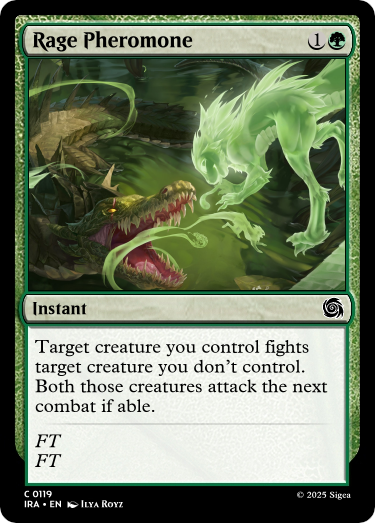 Rage Pheromone 1
Instant
Target creature you control fights
target creature you don't control.
Both those creatures attack the next
combat if able.
FT
FT
C 0119
IRA • EN Ilya Royz
© 2025 Sigea